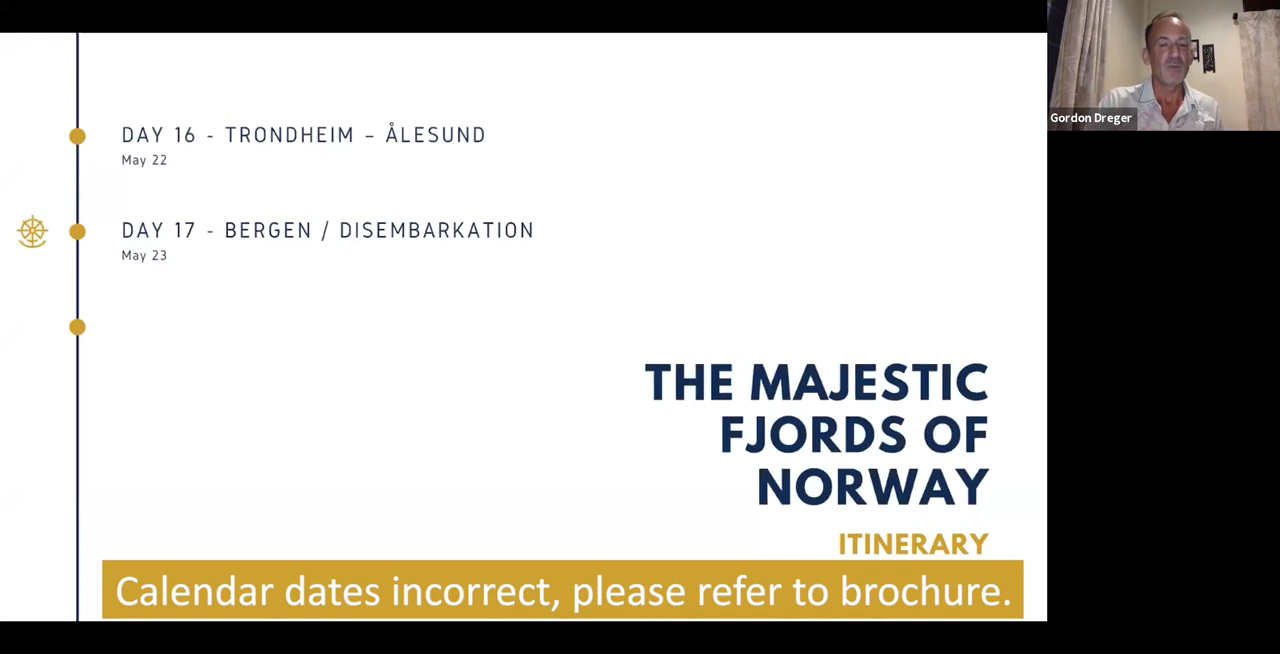 DAY 16 - TRONDHEIM – ÅLESUND
May 22
DAY 17 - BERGEN / DISEMBARKATION
May 23
THE MAJESTIC
FJORDS OF
NORWAY
ITINERARY
Calendar dates incorrect, please refer to brochure.
Gordon Dreger